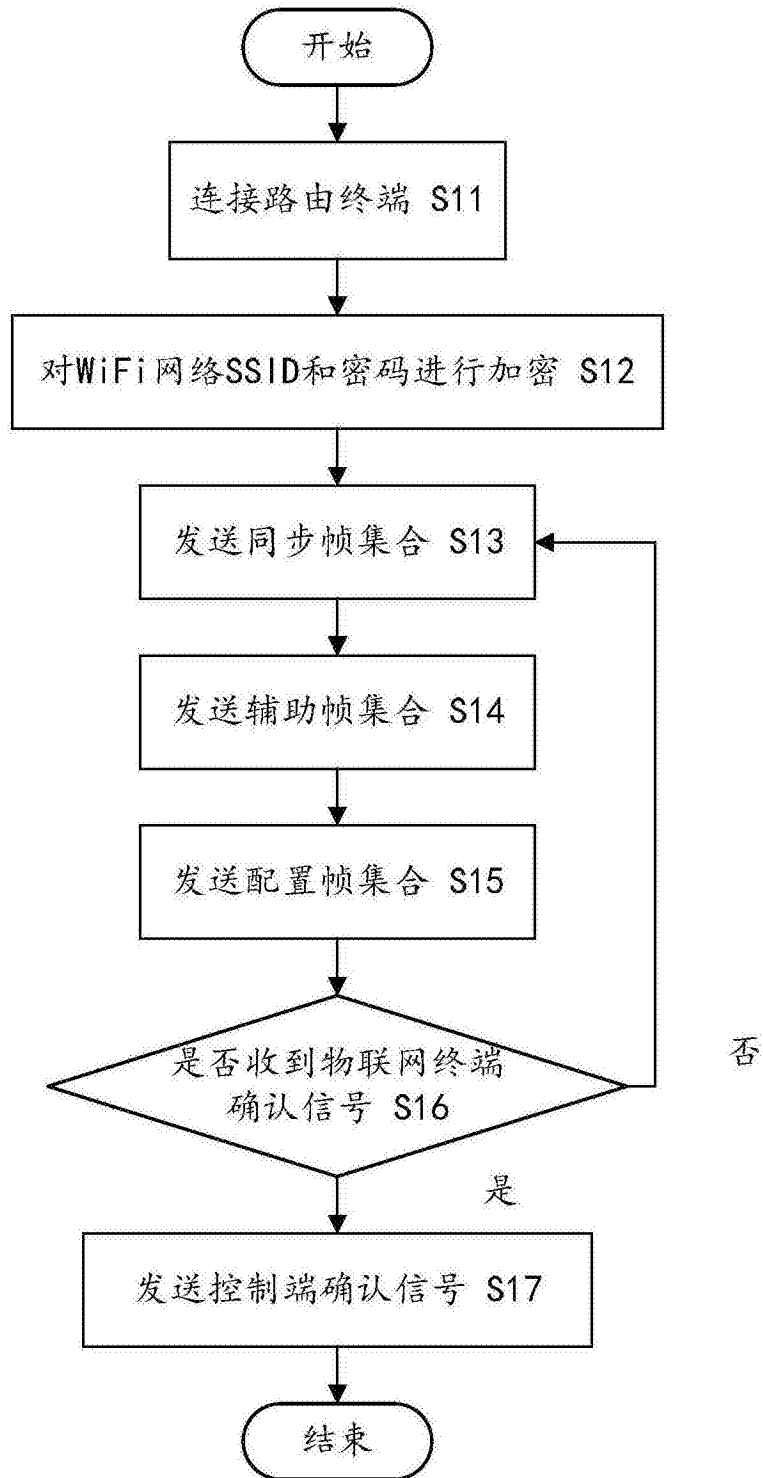 开始
连接路由终端 S11
对WiFi网络SSID和密码进行加密 S12
发送同步帧集合 S13
发送辅助帧集合 S14
发送配置帧集合 S15
是否收到物联网终端
确认信号 S16
否
是
发送控制端确认信号 S17
结束